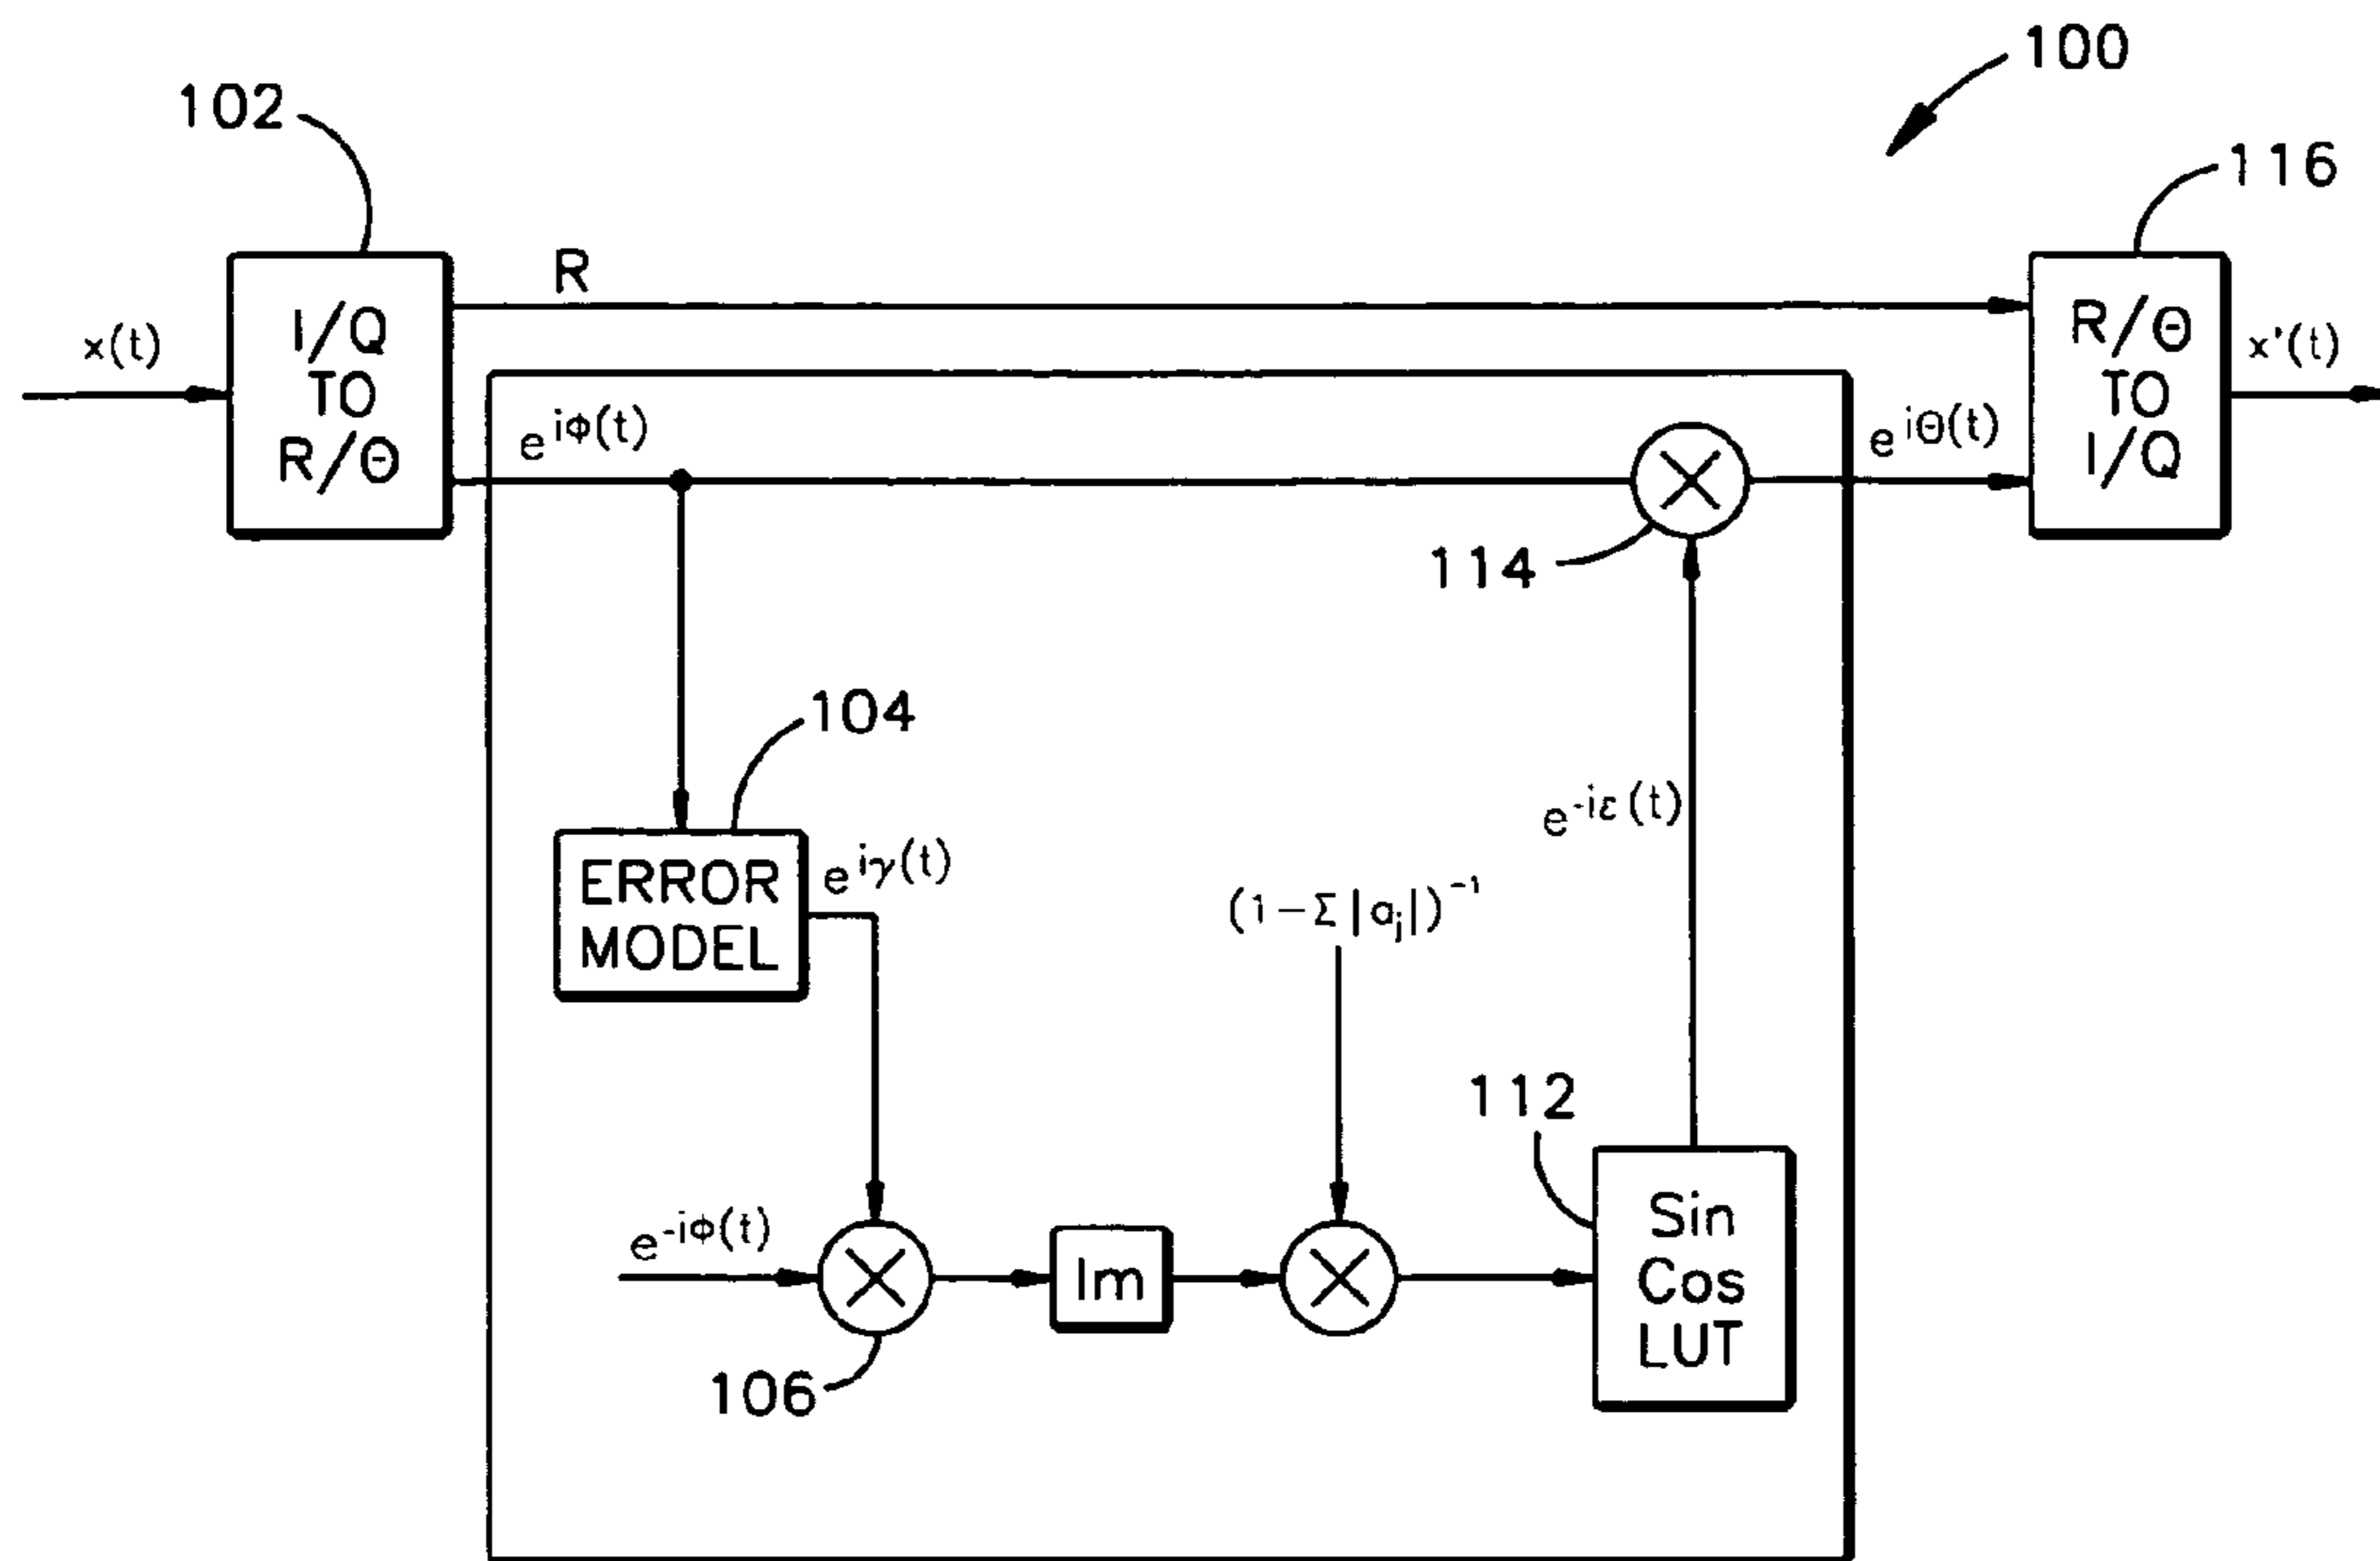 100
102
116
R
I/Q
TO
R/Θ
R/Θ
TO
I/Q
x(t)
x'(t)
e^{iϕ(t)}
e^{iΘ(t)}
114
104
ERROR
MODEL
e^{iγ(t)}
e^{-iε(t)}
(1-Σ|a_j|)^{-1}
112
Sin
Cos
LUT
e^{-iϕ(t)}
Im
106